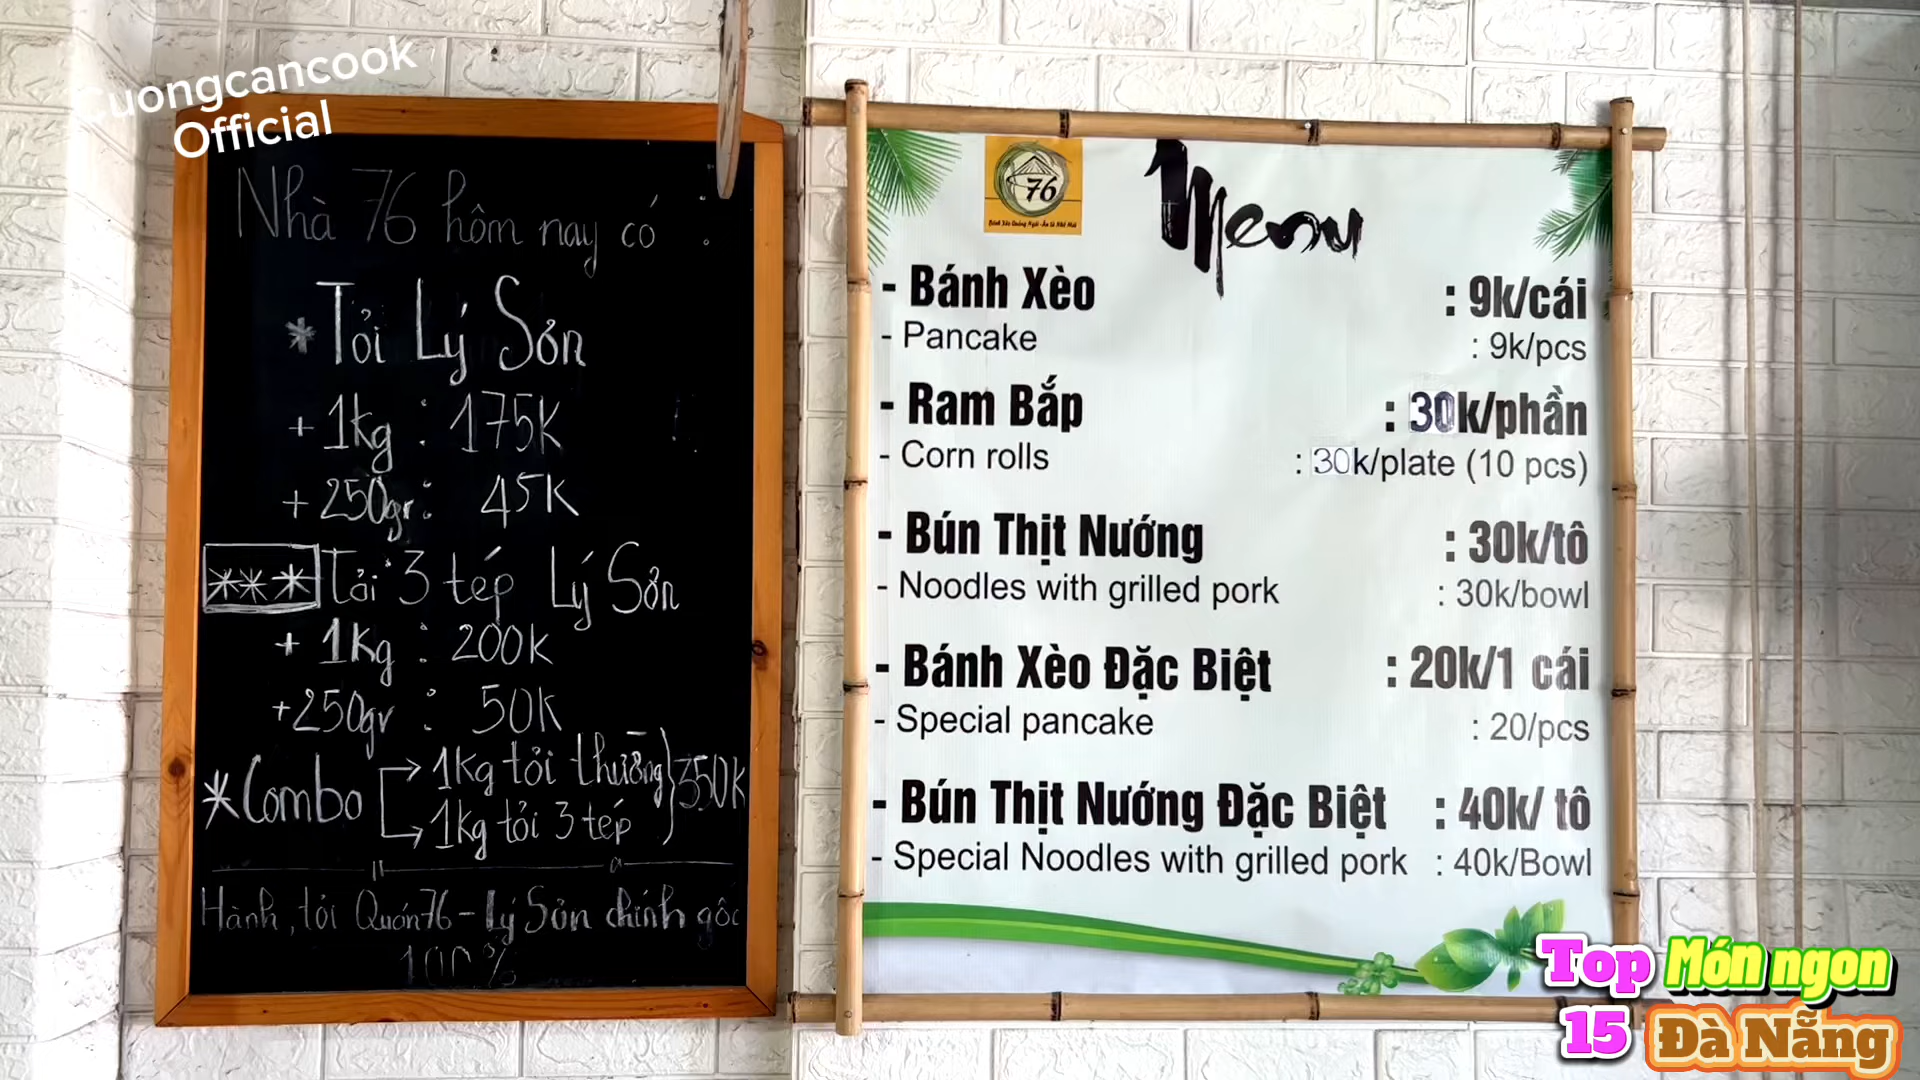 Cuongcancook
Official
Nhà 76 hôm nay có :
* Tỏi Lý Sơn
+ 1kg : 175K
+ 250gr : 45K
*** Tỏi 3 tép Lý Sơn
+ 1kg : 200K
+ 250gr : 50K
* Combo → 1kg tỏi thường
→ 1kg tỏi 3 tép
350K
Hành, tỏi Quán 76 - Lý Sơn chính gốc
100%
76
Bánh Xèo Quảng Ngãi
Menu
- Bánh Xèo : 9k/cái
- Pancake : 9k/pcs
- Ram Bắp : 30k/phần
- Corn rolls : 30k/plate (10 pcs)
- Bún Thịt Nướng : 30k/tô
- Noodles with grilled pork : 30k/bowl
- Bánh Xèo Đặc Biệt : 20k/1 cái
- Special pancake : 20/pcs
- Bún Thịt Nướng Đặc Biệt : 40k/ tô
- Special Noodles with grilled pork : 40k/Bowl
Top Món ngon
15 Đà Nẵng